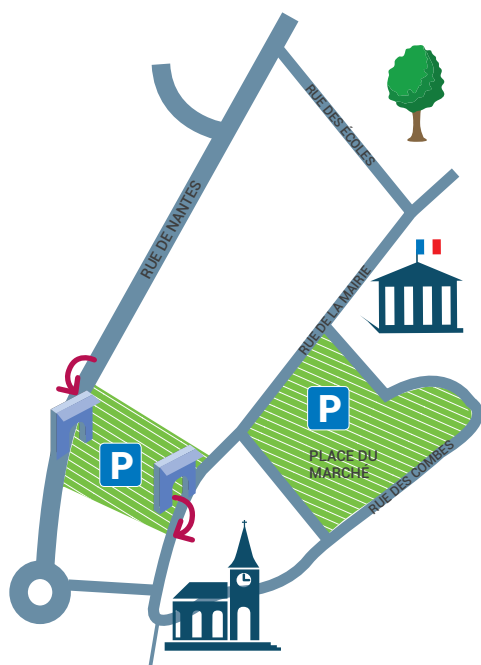 RUE DES ÉCOLES
RUE DE NANTES
RUE DE LA MAIRIE
P
P
PLACE DU
MARCHÉ
RUE DES COMBES